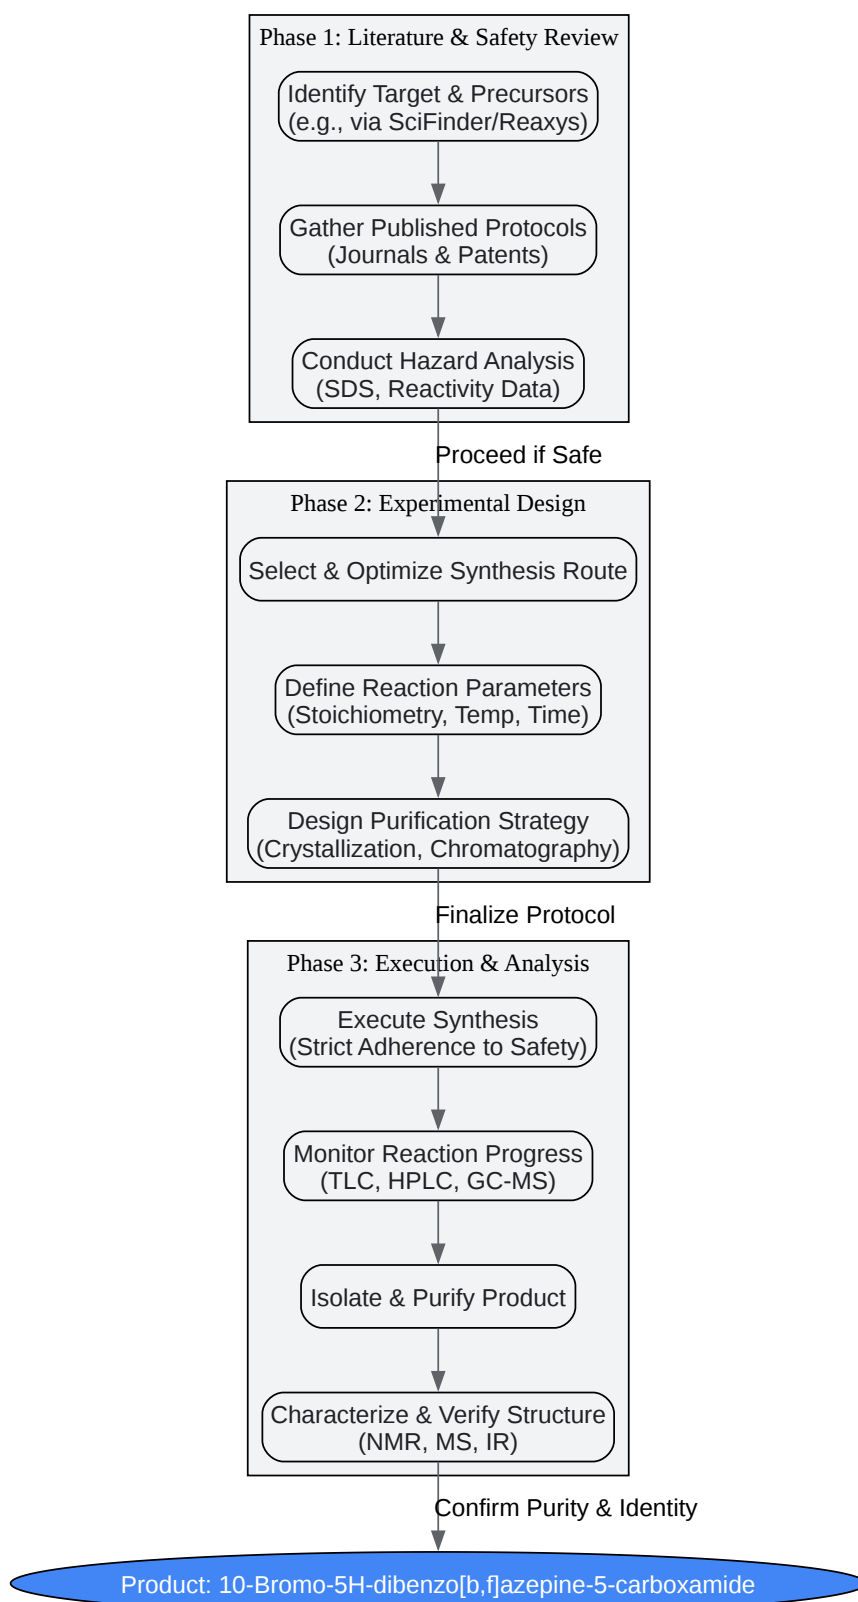 Phase 1: Literature & Safety Review
Identify Target & Precursors
(e.g., via SciFinder/Reaxys)
Gather Published Protocols
(Journals & Patents)
Conduct Hazard Analysis
(SDS, Reactivity Data)
Proceed if Safe
Phase 2: Experimental Design
Select & Optimize Synthesis Route
Define Reaction Parameters
(Stoichiometry, Temp, Time)
Design Purification Strategy
(Crystallization, Chromatography)
Finalize Protocol
Phase 3: Execution & Analysis
Execute Synthesis
(Strict Adherence to Safety)
Monitor Reaction Progress
(TLC, HPLC, GC-MS)
Isolate & Purify Product
Characterize & Verify Structure
(NMR, MS, IR)
Confirm Purity & Identity
Product: 10-Bromo-5H-dibenzo[b,f]azepine-5-carboxamide